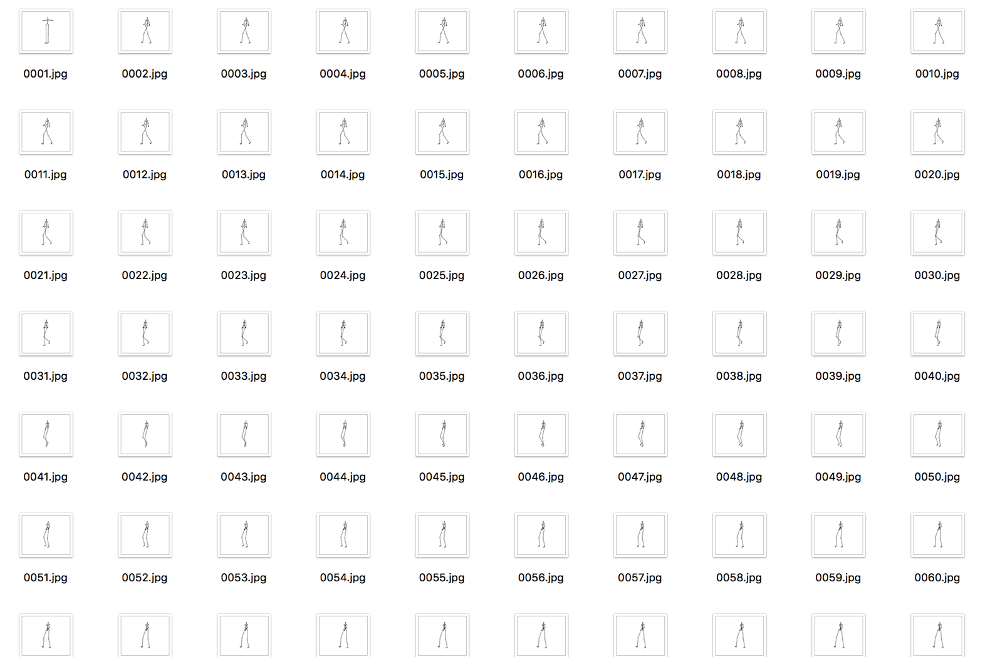 0001.jpg 0002.jpg 0003.jpg 0004.jpg 0005.jpg 0006.jpg 0007.jpg 0008.jpg 0009.jpg 0010.jpg
0011.jpg 0012.jpg 0013.jpg 0014.jpg 0015.jpg 0016.jpg 0017.jpg 0018.jpg 0019.jpg 0020.jpg
0021.jpg 0022.jpg 0023.jpg 0024.jpg 0025.jpg 0026.jpg 0027.jpg 0028.jpg 0029.jpg 0030.jpg
0031.jpg 0032.jpg 0033.jpg 0034.jpg 0035.jpg 0036.jpg 0037.jpg 0038.jpg 0039.jpg 0040.jpg
0041.jpg 0042.jpg 0043.jpg 0044.jpg 0045.jpg 0046.jpg 0047.jpg 0048.jpg 0049.jpg 0050.jpg
0051.jpg 0052.jpg 0053.jpg 0054.jpg 0055.jpg 0056.jpg 0057.jpg 0058.jpg 0059.jpg 0060.jpg